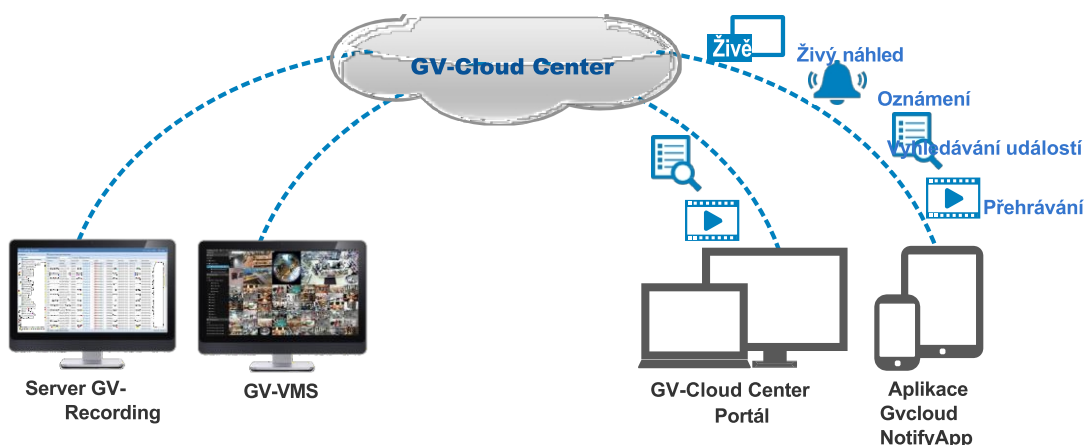 GV-Cloud Center
Živě
Živý náhled
Oznámení
Vyhledávání událostí
Přehrávání
Server GV-
Recording
GV-VMS
GV-Cloud Center
Portál
Aplikace
Gvcloud
NotifyApp